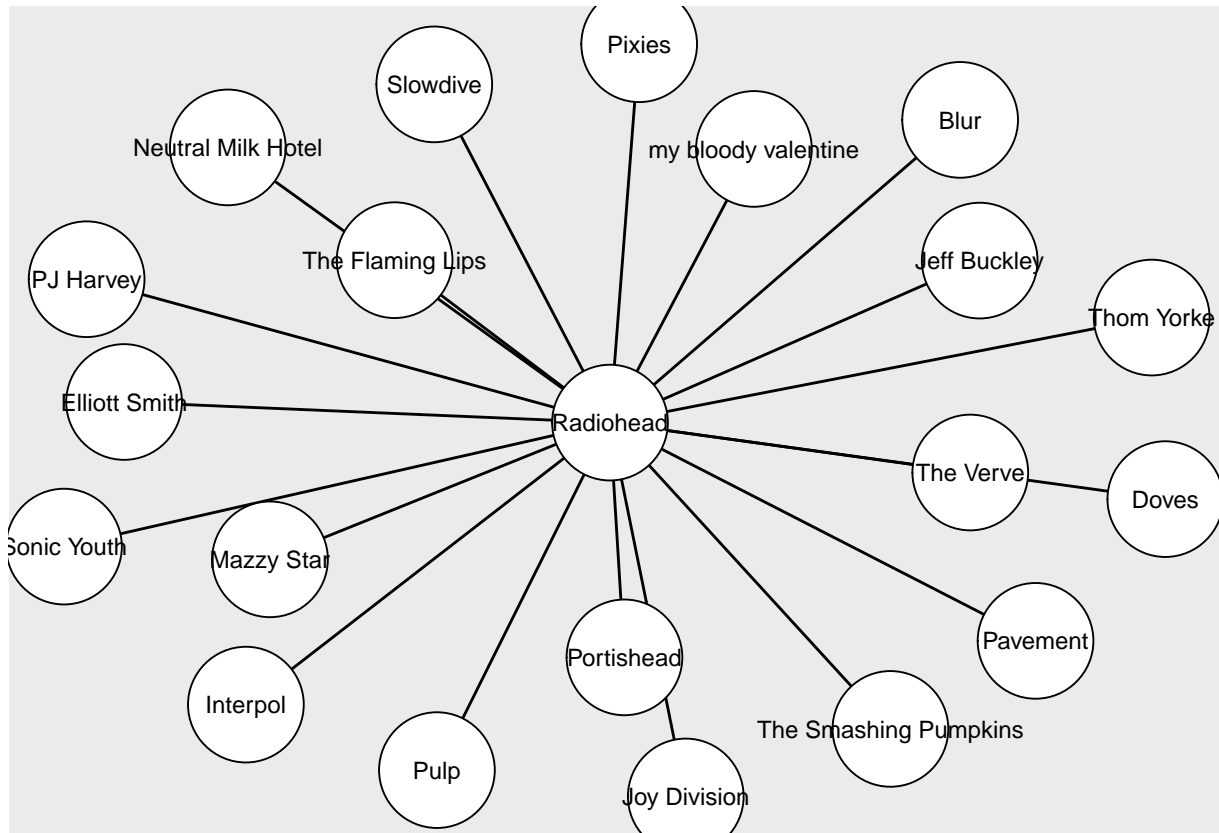 Pixies
Slowdive
Blur
Neutral Milk Hotel
my bloody valentine
The Flaming Lips
Jeff Buckley
PJ Harvey
Thom Yorke
Elliott Smith
Radiohead
The Verve
Doves
Sonic Youth
Mazzy Star
Pavement
Portishead
Interpol
The Smashing Pumpkins
Pulp
Joy Division